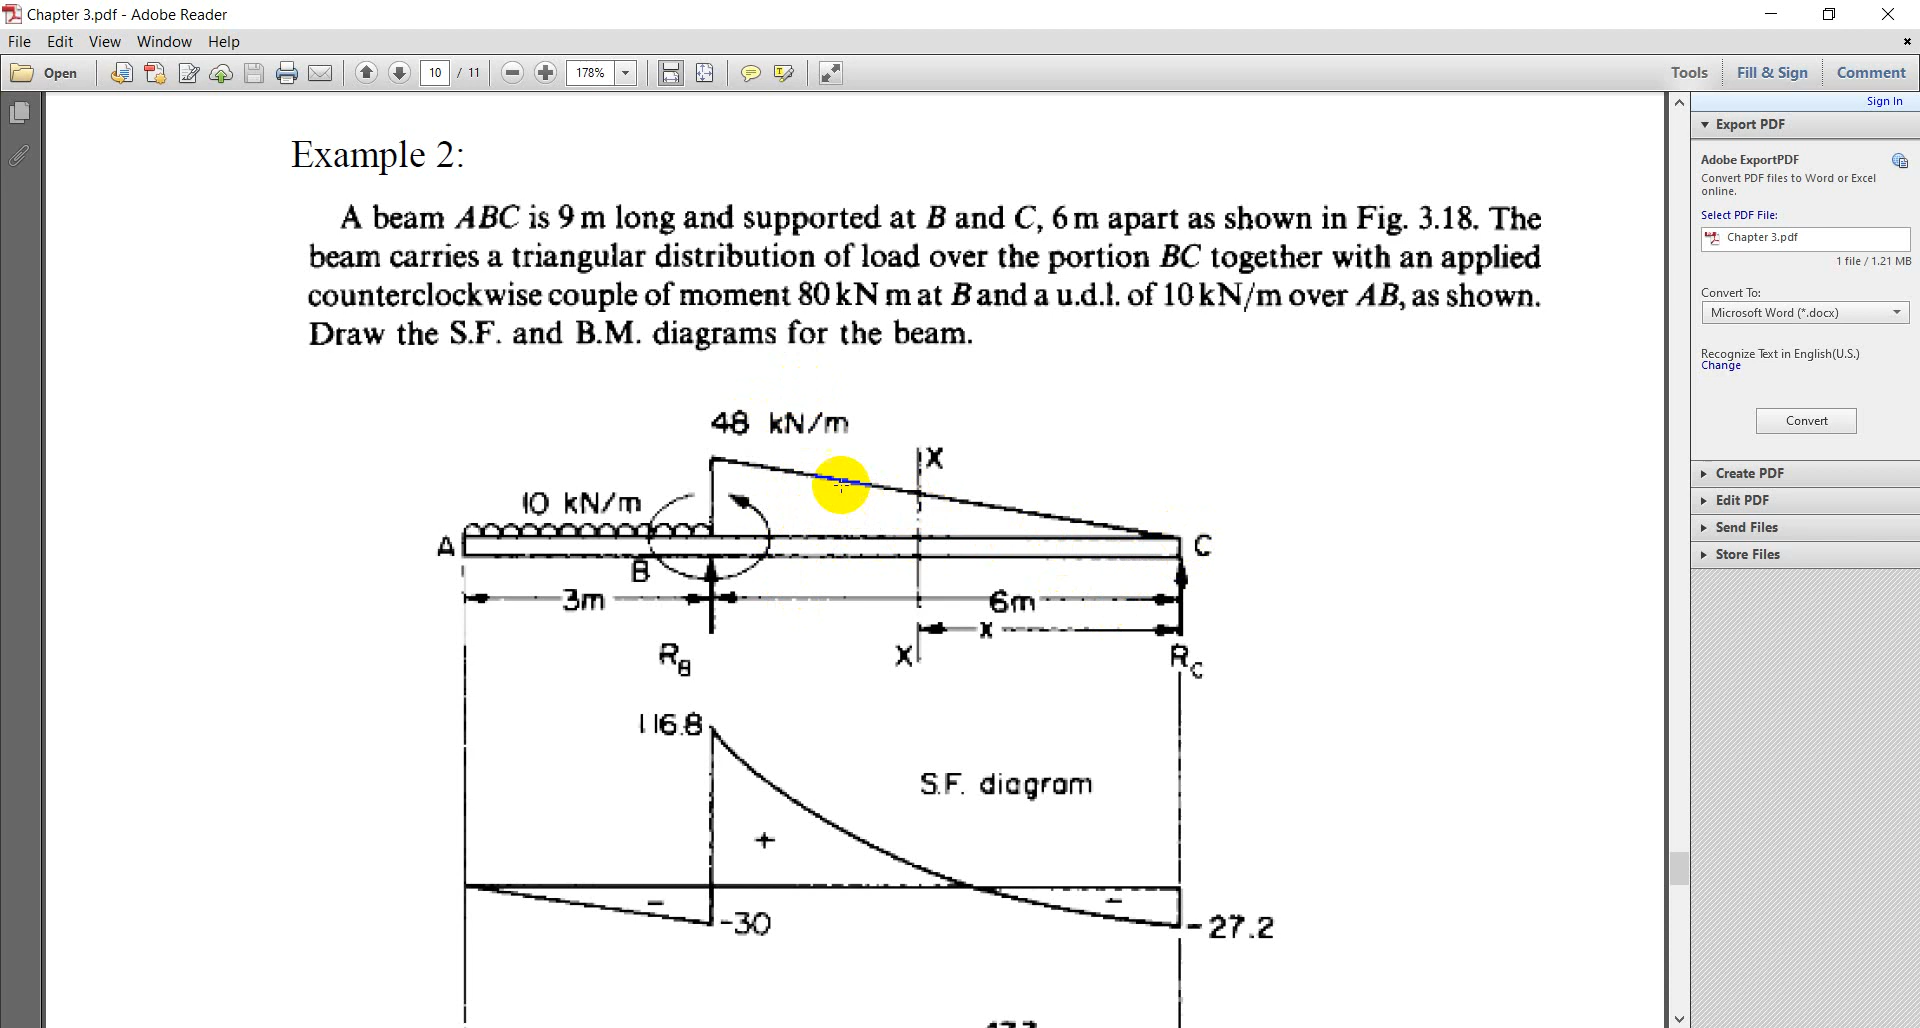 Chapter 3.pdf - Adobe Reader
File Edit View Window Help
Open 10 / 11 178% Tools Fill & Sign Comment
Sign In
Export PDF
Adobe ExportPDF
Convert PDF files to Word or Excel
online.
Select PDF File:
Chapter 3.pdf
1 file / 1.21 MB
Convert To:
Microsoft Word (*.docx)
Recognize Text in English(U.S.)
Change
Convert
Create PDF
Edit PDF
Send Files
Store Files
Example 2:
A beam ABC is 9 m long and supported at B and C, 6 m apart as shown in Fig. 3.18. The
beam carries a triangular distribution of load over the portion BC together with an applied
counterclockwise couple of moment 80 kN m at B and a u.d.l. of 10 kN/m over AB, as shown.
Draw the S.F. and B.M. diagrams for the beam.
48 kN/m
X
10 kN/m
A
C
B
3m
6m
x
R_B
X
R_C
116.8
S.F. diagram
+
-
-
-30
-27.2